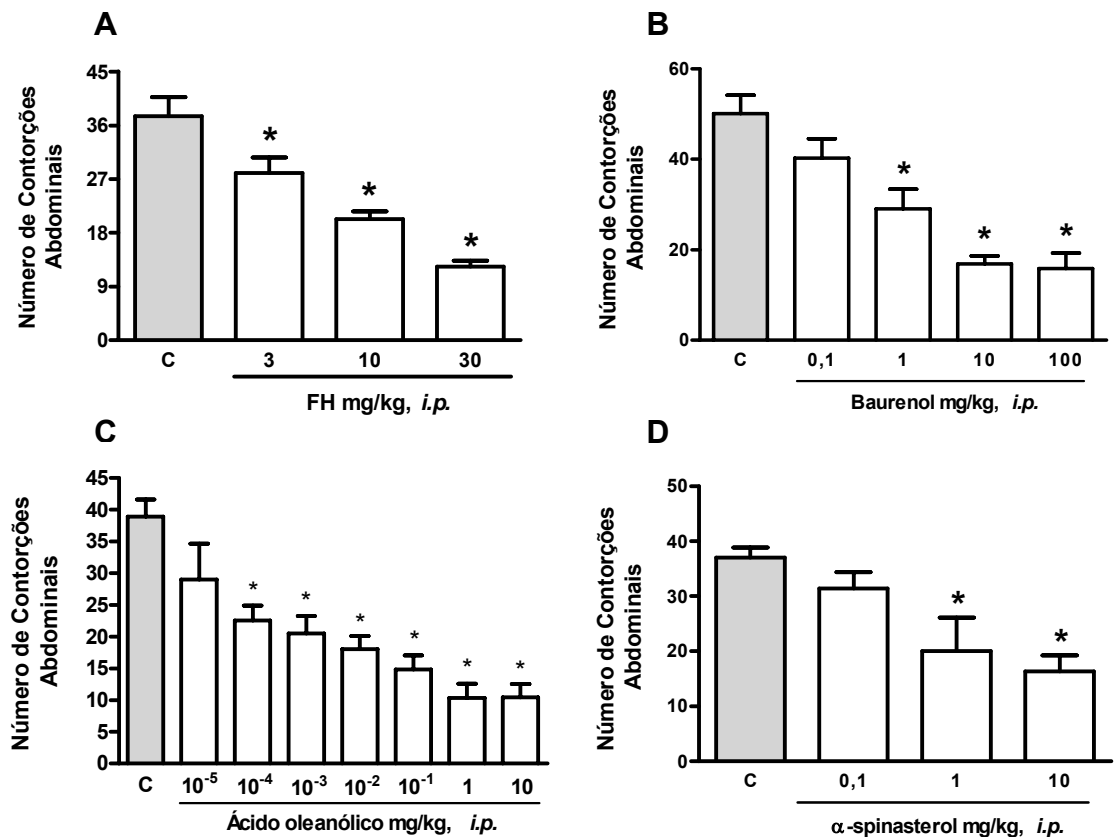 A
Número de Contorções
Abdominais
45
36
27
18
9
0
*
*
*
C 3 10 30
FH mg/kg, i.p.
B
Número de Contorções
Abdominais
60
40
20
0
*
*
*
C 0,1 1 10 100
Baurenol mg/kg, i.p.
C
Número de Contorções
Abdominais
45
40
35
30
25
20
15
10
5
0
*
*
*
*
*
*
C 10⁻⁵ 10⁻⁴ 10⁻³ 10⁻² 10⁻¹ 1 10
Ácido oleanólico mg/kg, i.p.
D
Número de Contorções
Abdominais
50
40
30
20
10
0
*
*
C 0,1 1 10
α-spinasterol mg/kg, i.p.